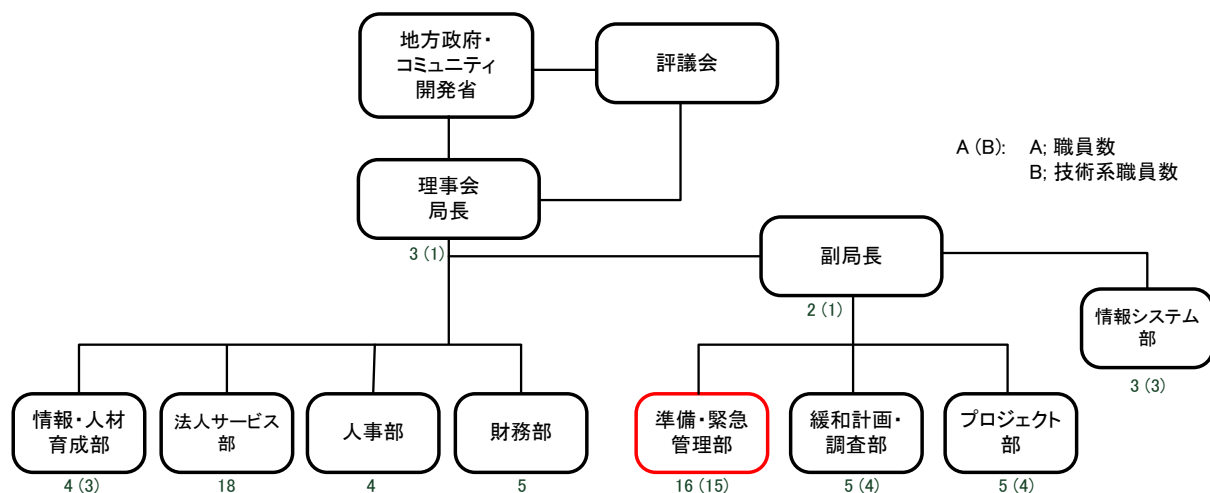 地方政府・
コミュニティ
開発省
評議会
A (B): A; 職員数
B; 技術系職員数
理事会
局長
3 (1)
副局長
2 (1)
情報システム
部
3 (3)
情報・人材
育成部
4 (3)
法人サービス
部
18
人事部
4
財務部
5
準備・緊急
管理部
16 (15)
緩和計画・
調査部
5 (4)
プロジェクト
部
5 (4)